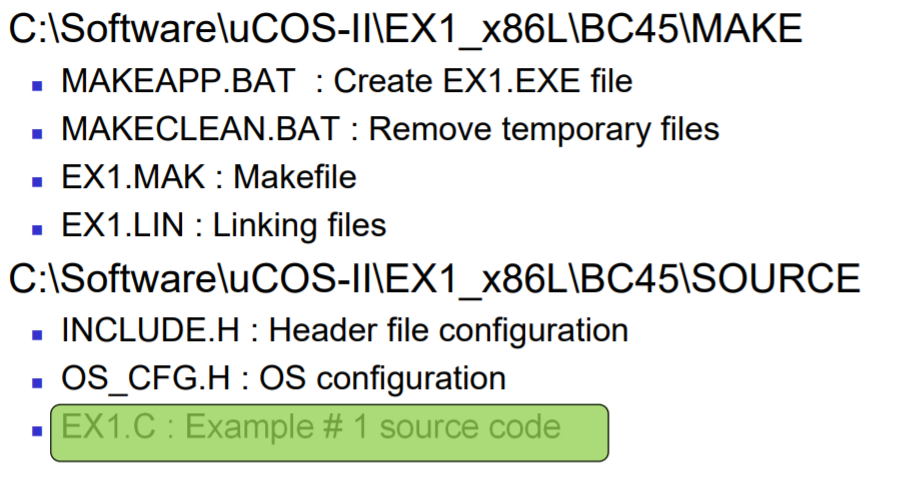 C:\Software\uCOS-II\EX1_x86L\BC45\MAKE
MAKEAPP.BAT : Create EX1.EXE file
MAKECLEAN.BAT : Remove temporary files
EX1.MAK : Makefile
EX1.LIN : Linking files
C:\Software\uCOS-II\EX1_x86L\BC45\SOURCE
INCLUDE.H : Header file configuration
OS_CFG.H : OS configuration
EX1.C : Example # 1 source code